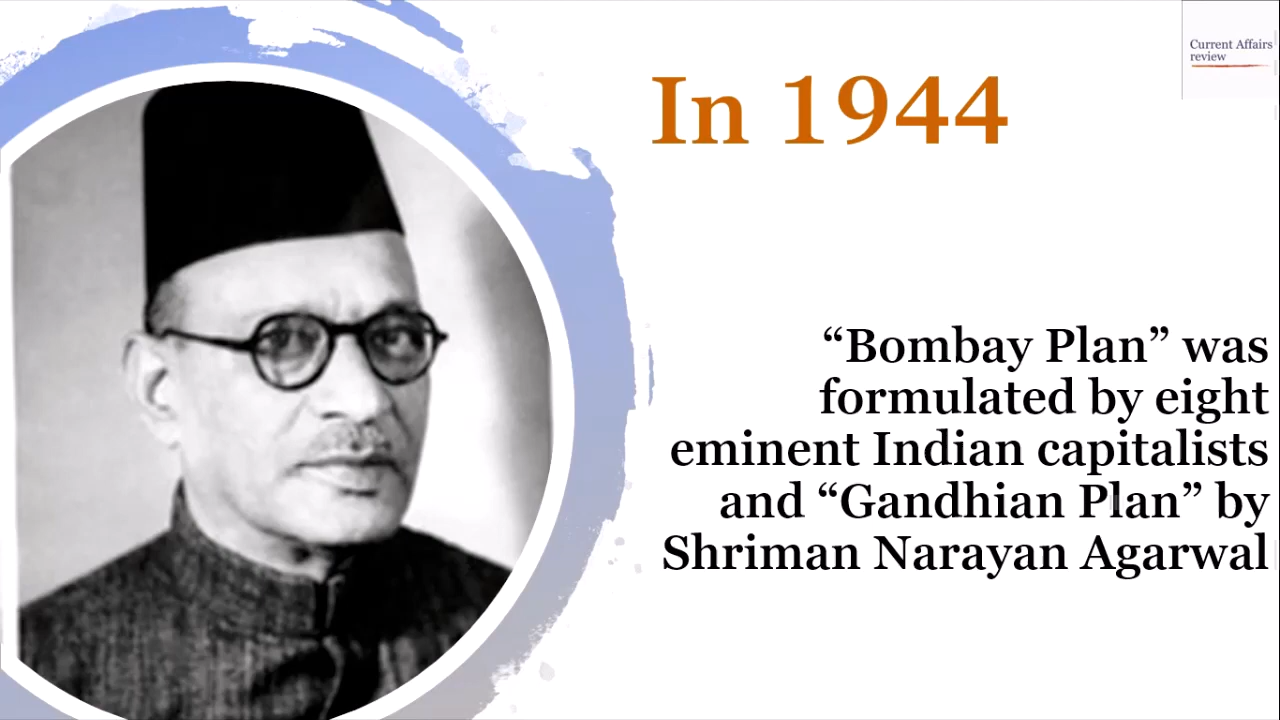 Current Affairs
review
In 1944
“Bombay Plan” was
formulated by eight
eminent Indian capitalists
and “Gandhian Plan” by
Shriman Narayan Agarwal